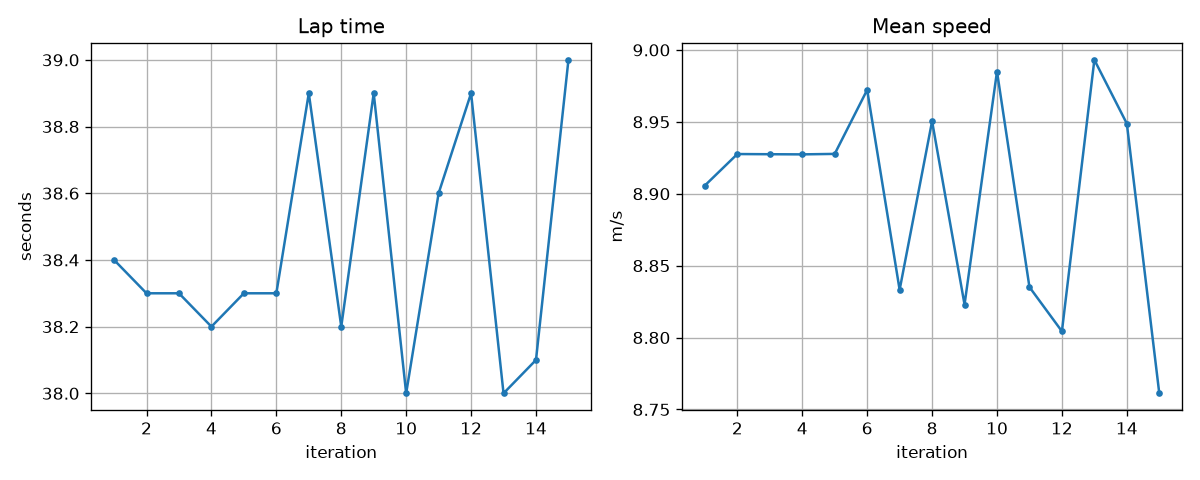 Lap time
39.0
38.8
38.6
38.4
38.2
38.0
seconds
2 4 6 8 10 12 14
iteration
Mean speed
9.00
8.95
8.90
8.85
8.80
8.75
m/s
2 4 6 8 10 12 14
iteration